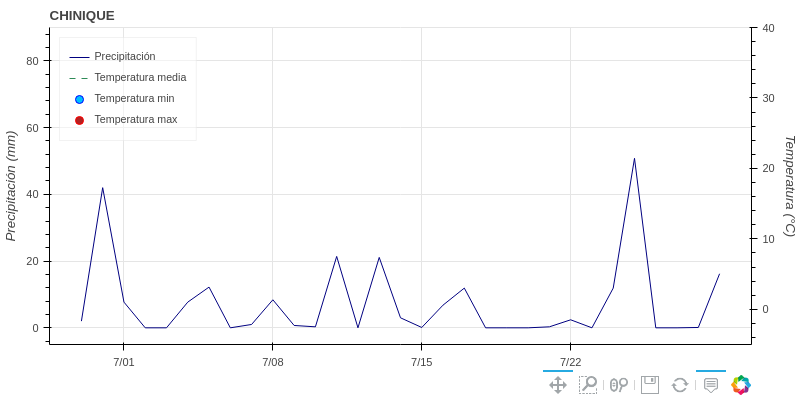 CHINIQUE
Precipitación
Temperatura media
Temperatura min
Temperatura max
Precipitación (mm)
80
60
40
20
0
40
30
20
10
0
Temperatura (°C)
7/01
7/08
7/15
7/22